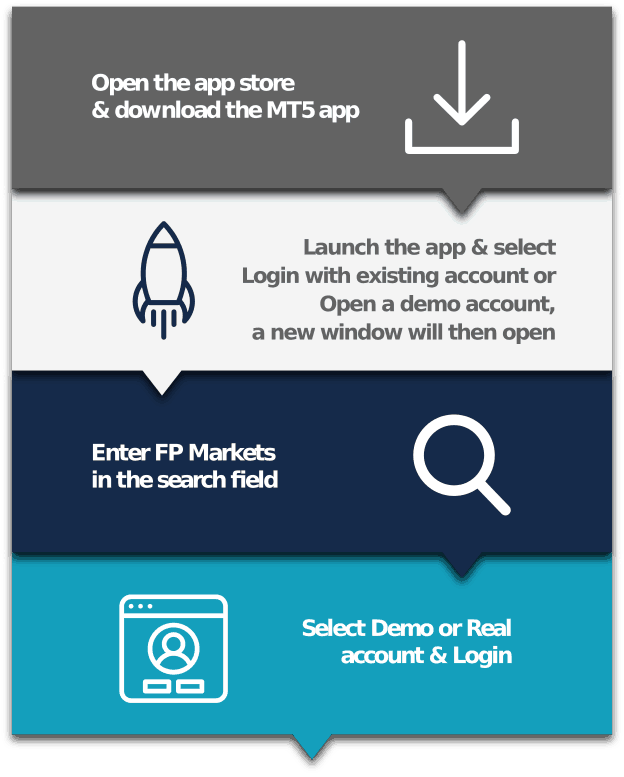 Open the app store
& download the MT5 app
Launch the app & select
Login with existing account or
Open a demo account,
a new window will then open
Enter FP Markets
in the search field
Select Demo or Real
account & Login